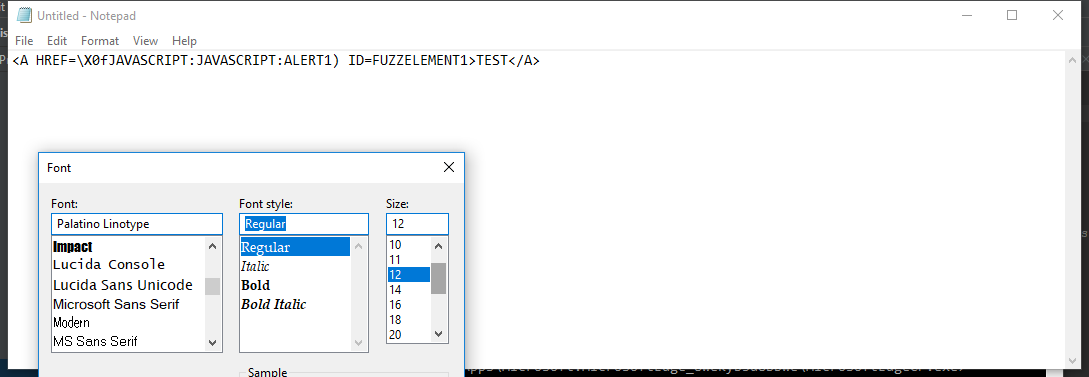 Untitled - Notepad
File Edit Format View Help
<A HREF=\X0fJAVASCRIPT:JAVASCRIPT:ALERT1) ID=FUZZELEMENT1>TEST</A>
Font
Font: Font style: Size:
Palatino Linotype Regular 12
Impact Regular 10
Lucida Console Italic 11
Lucida Sans Unicode Bold 12
Microsoft Sans Serif Bold Italic 14
Modern 16
MS Sans Serif 18
20
Sample